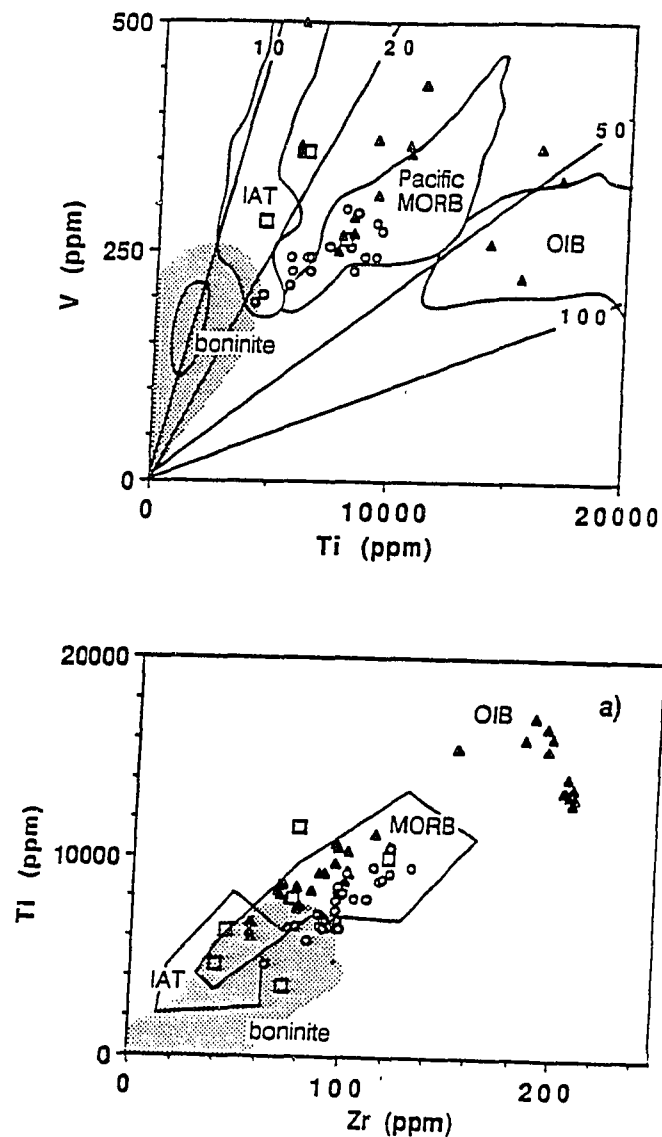 500
10
20
50
Pacific
MORB
IAT
250
OIB
V (ppm)
boninite
100
0
0
10000
20000
Ti (ppm)
20000
a)
OIB
MORB
10000
Ti (ppm)
IAT
boninite
0
0
100
200
Zr (ppm)